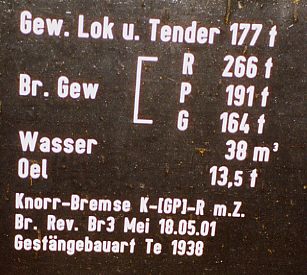 Gew. Lok u. Tender 177 t
R 266 t
Br. Gew P 191 t
G 164 t
Wasser 38 m³
Oel 13,5 t
Knorr-Bremse K-[GP]-R m.Z.
Br. Rev. Br3 Mei 18.05.01
Gestängebauart Te 1938